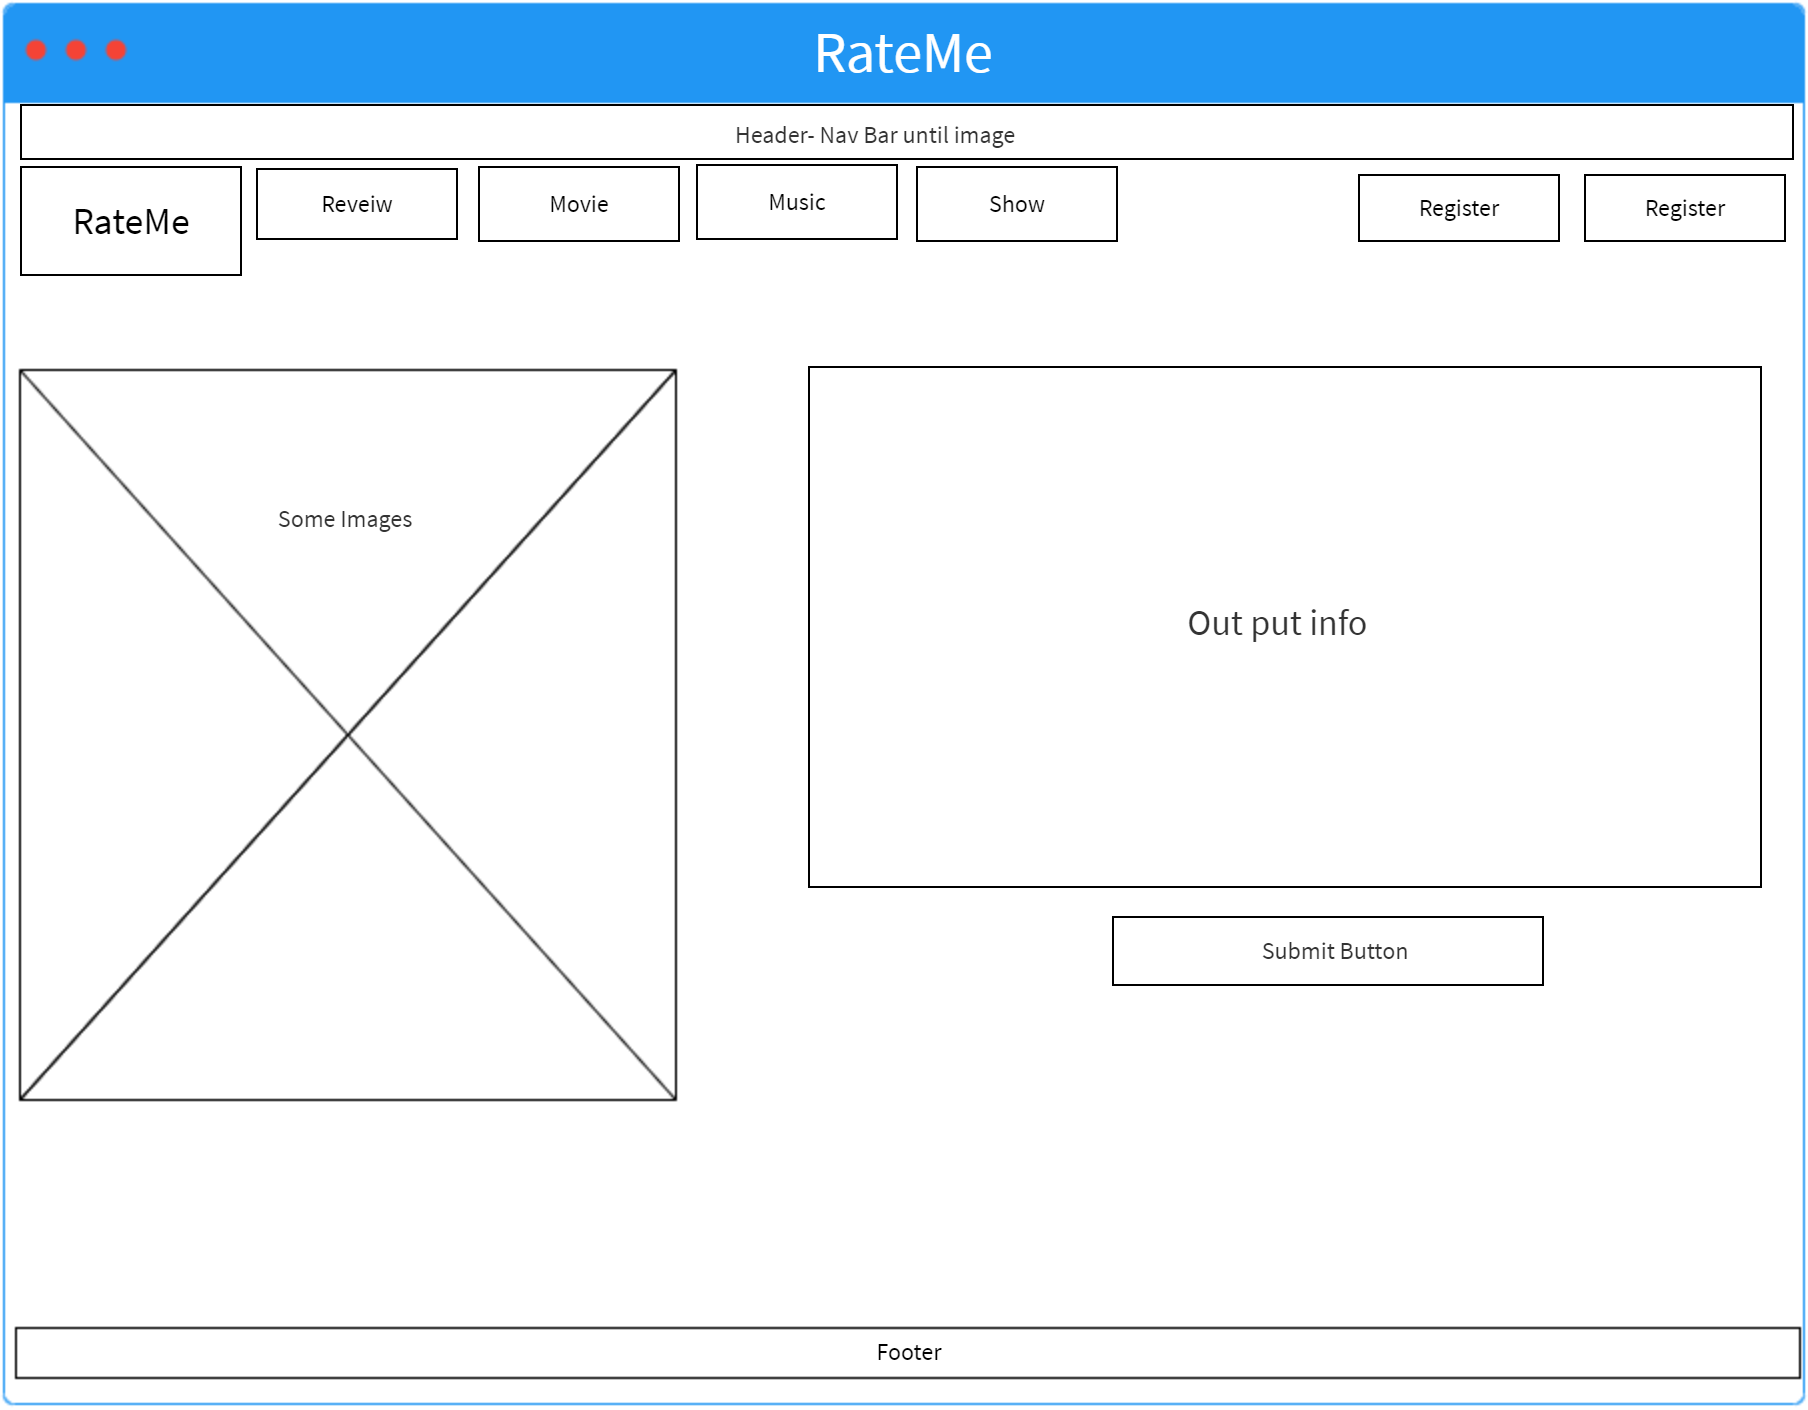 RateMe
Header- Nav Bar until image
RateMe
Reveiw
Movie
Music
Show
Register
Register
Some Images
Out put info
Submit Button
Footer